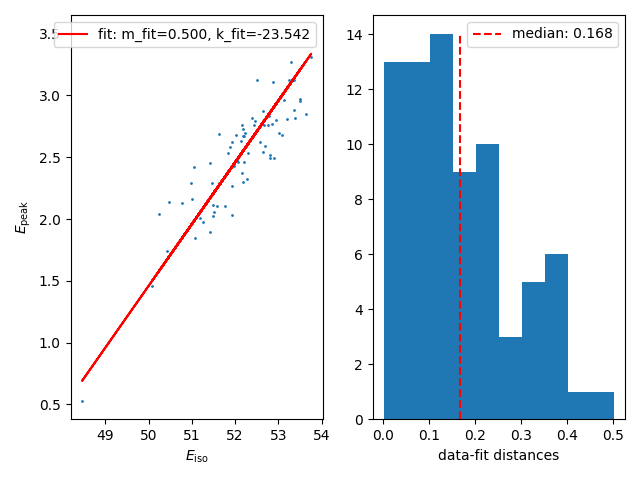 fit: m_fit=0.500, k_fit=-23.542
3.5
3.0
2.5
2.0
1.5
1.0
0.5
E_peak
49 50 51 52 53 54
E_iso
median: 0.168
14
12
10
8
6
4
2
0
0.0 0.1 0.2 0.3 0.4 0.5
data-fit distances